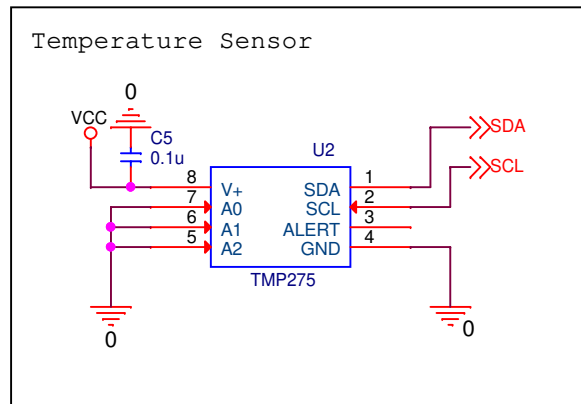 Temperature Sensor
0
VCC
C5
0.1u
U2
SDA
SCL
8 V+ SDA 1
7 A0 SCL 2
6 A1 ALERT 3
5 A2 GND 4
TMP275
0
0